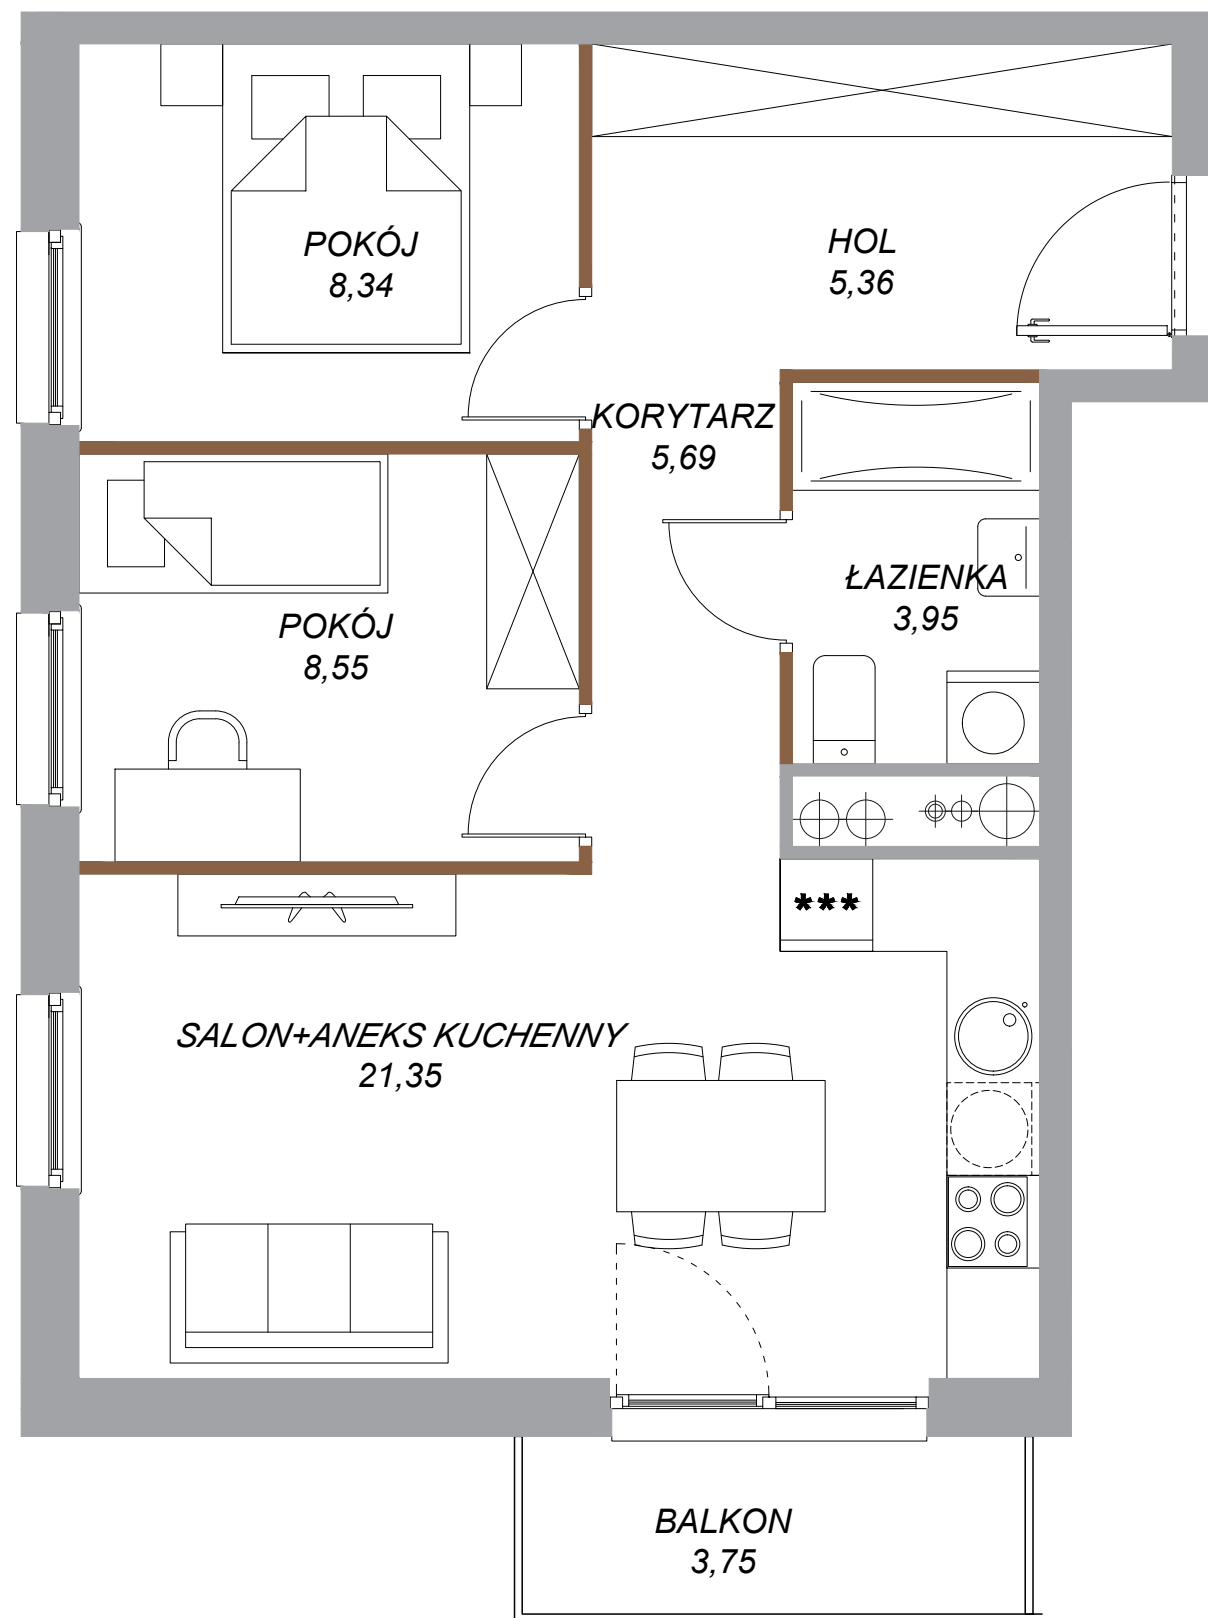 POKÓJ
8,34
HOL
5,36
KORYTARZ
5,69
ŁAZIENKA
3,95
POKÓJ
8,55
***
SALON+ANEKS KUCHENNY
21,35
BALKON
3,75